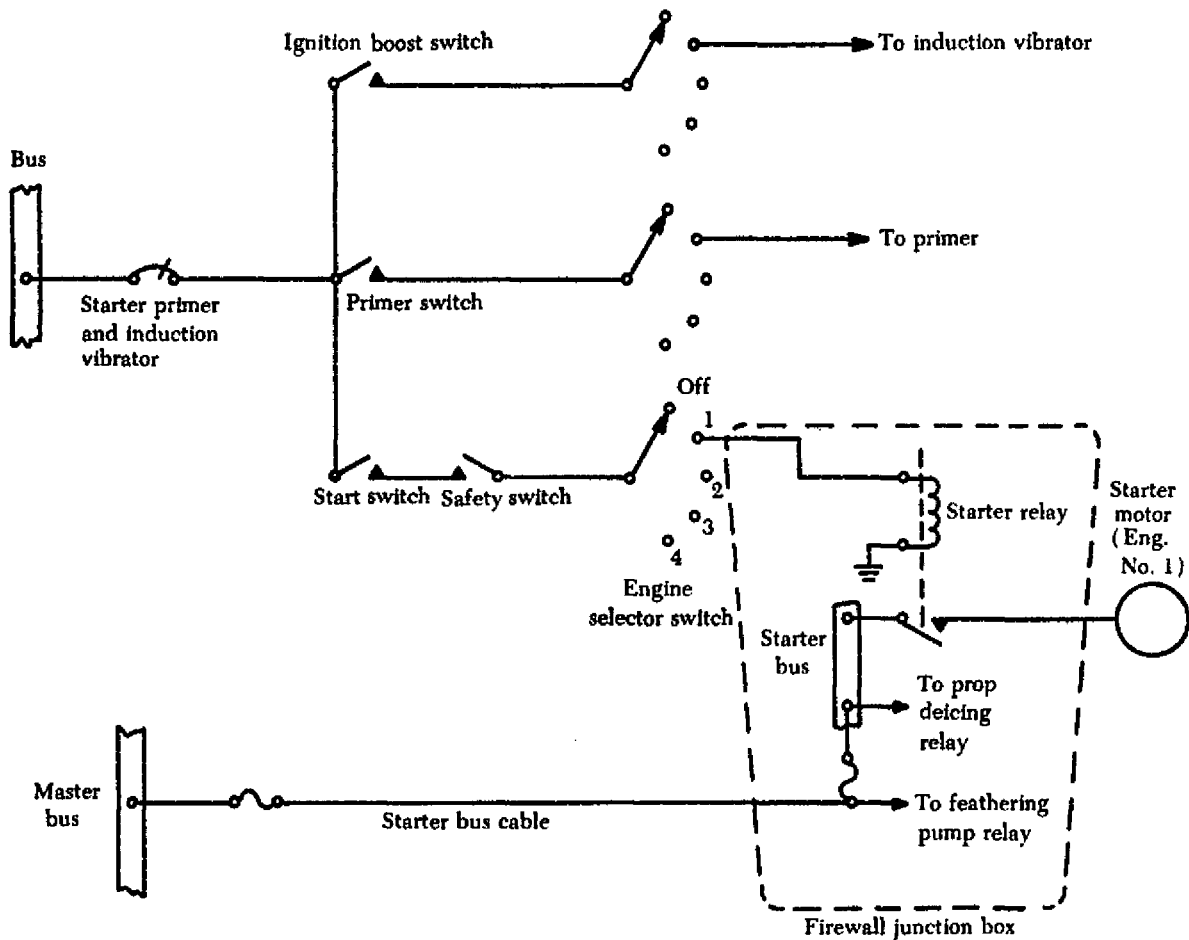 Ignition boost switch
To induction vibrator
Bus
Starter primer
and induction
vibrator
Primer switch
To primer
Off
1
2
3
4
Start switch
Safety switch
Engine
selector switch
Starter relay
Starter
motor
(Eng.
No. 1)
Starter
bus
To prop
deicing
relay
Master
bus
Starter bus cable
To feathering
pump relay
Firewall junction box